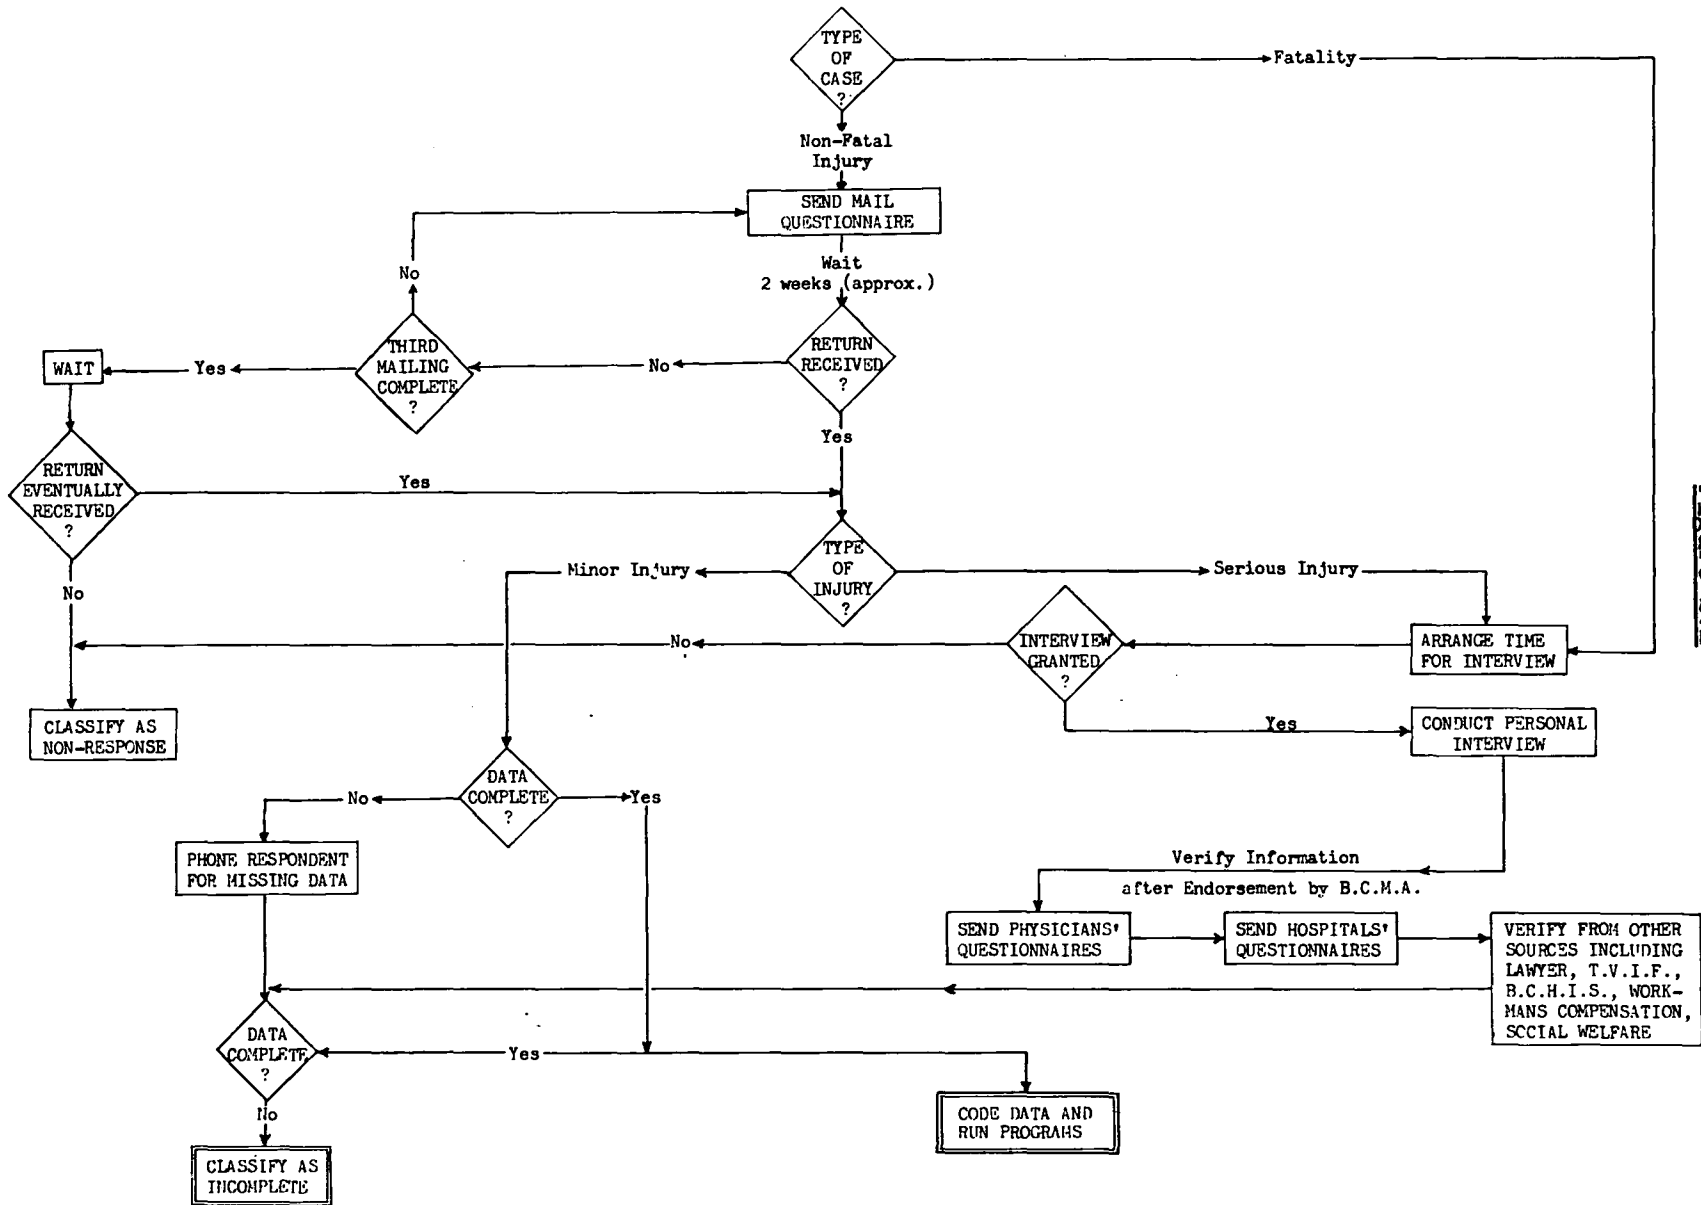 TYPE
OF
CASE
?
Fatality
Non-Fatal
Injury
SEND MAIL
QUESTIONNAIRE
Wait
2 weeks (approx.)
No
THIRD
MAILING
COMPLETE
?
RETURN
RECEIVED
?
No
Yes
WAIT
Yes
RETURN
EVENTUALLY
RECEIVED
?
Yes
No
TYPE
OF
INJURY
?
Minor Injury
Serious Injury
INTERVIEW
GRANTED
?
No
ARRANGE TIME
FOR INTERVIEW
CLASSIFY AS
NON-RESPONSE
Yes
CONDUCT PERSONAL
INTERVIEW
DATA
COMPLETE
?
No
Yes
PHONE RESPONDENT
FOR MISSING DATA
Verify Information
after Endorsement by B.C.M.A.
SEND PHYSICIANS'
QUESTIONNAIRES
SEND HOSPITALS'
QUESTIONNAIRES
VERIFY FROM OTHER
SOURCES INCLUDING
LAWYER, T.V.I.F.,
B.C.H.I.S., WORK-
MANS COMPENSATION,
SOCIAL WELFARE
DATA
COMPLETE
?
Yes
No
CODE DATA AND
RUN PROGRAMS
CLASSIFY AS
INCOMPLETE